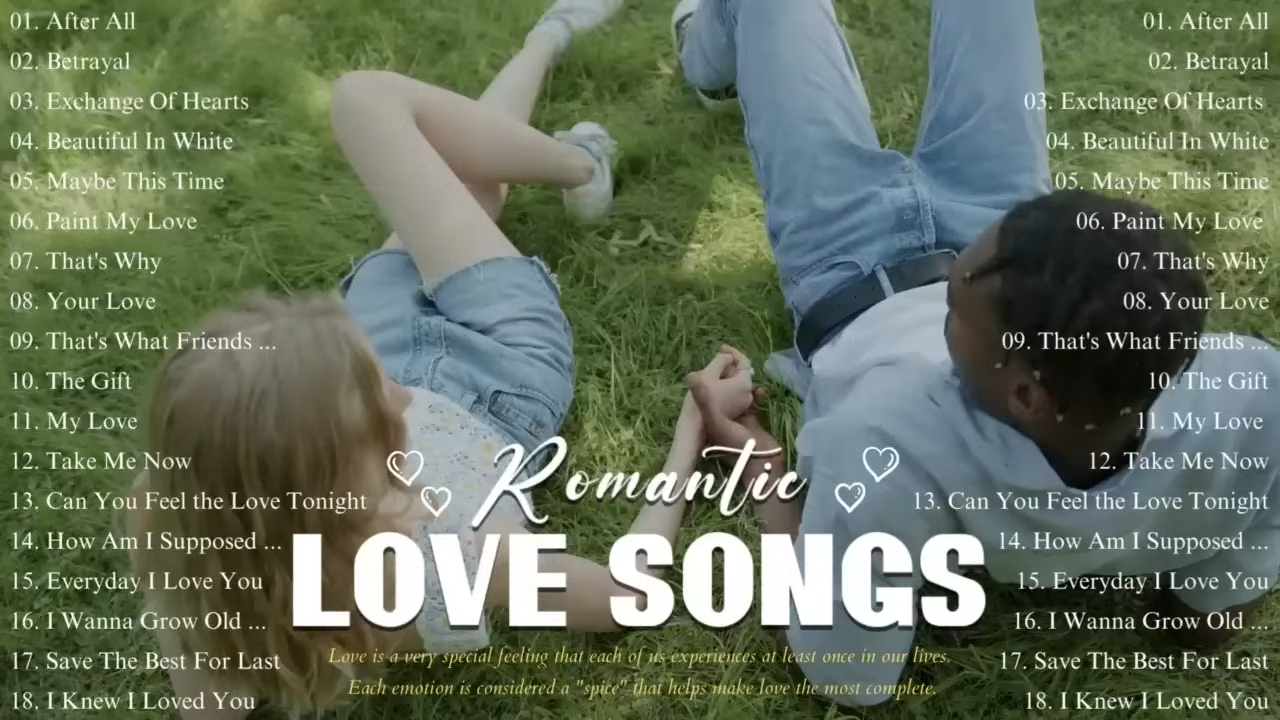 01. After All
02. Betrayal
03. Exchange Of Hearts
04. Beautiful In White
05. Maybe This Time
06. Paint My Love
07. That's Why
08. Your Love
09. That's What Friends ...
10. The Gift
11. My Love
12. Take Me Now
13. Can You Feel the Love Tonight
14. How Am I Supposed ...
15. Everyday I Love You
16. I Wanna Grow Old ...
17. Save The Best For Last
18. I Knew I Loved You
Romantic
LOVE SONGS
Love is a very special feeling that each of us experiences at least once in our lives.
Each emotion is considered a "spice" that helps make love the most complete.
01. After All
02. Betrayal
03. Exchange Of Hearts
04. Beautiful In White
05. Maybe This Time
06. Paint My Love
07. That's Why
08. Your Love
09. That's What Friends ...
10. The Gift
11. My Love
12. Take Me Now
13. Can You Feel the Love Tonight
14. How Am I Supposed ...
15. Everyday I Love You
16. I Wanna Grow Old ...
17. Save The Best For Last
18. I Knew I Loved You